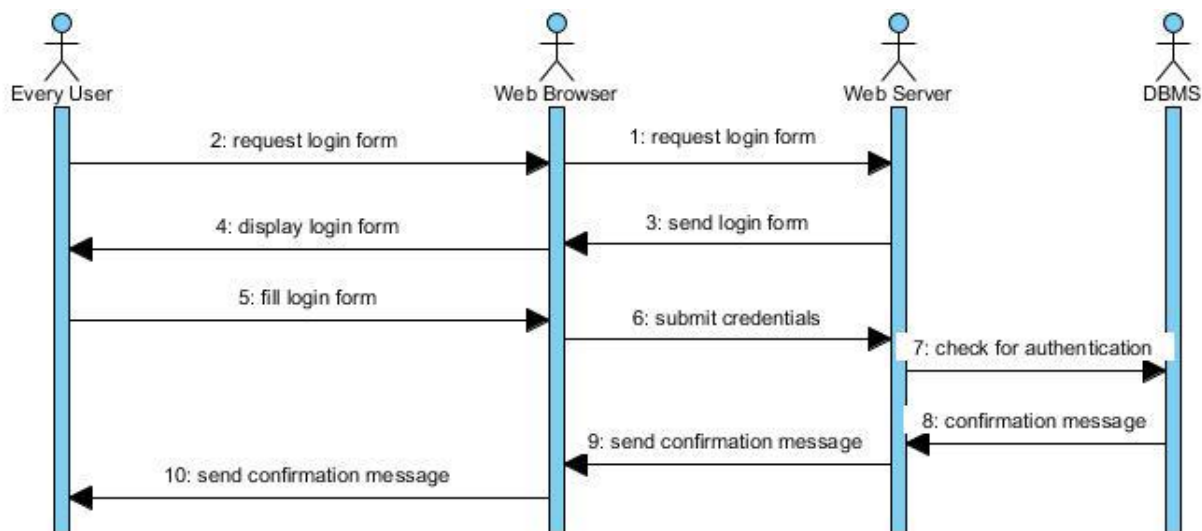 Every User
Web Browser
Web Server
DBMS
2: request login form
1: request login form
4: display login form
3: send login form
5: fill login form
6: submit credentials
7: check for authentication
8: confirmation message
9: send confirmation message
10: send confirmation message